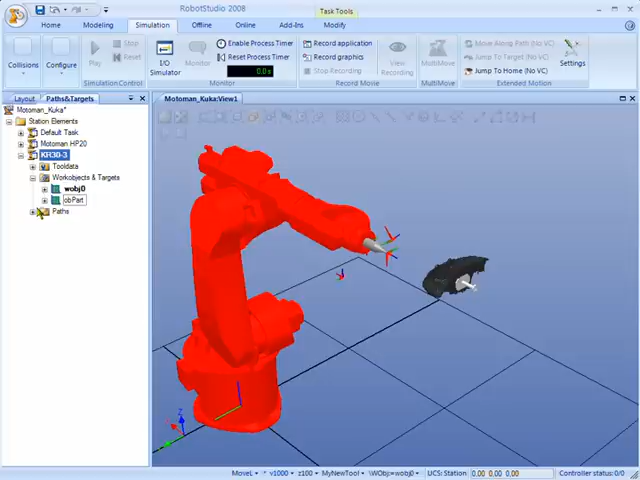 RobotStudio 2008
Task Tools
Home
Modeling
Simulation
Offline
Online
Add-Ins
Modify
Collisions
Configure
Play
Stop
Reset
Simulation Control
I/O Simulator
Monitor
Enable Process Timer
Reset Process Timer
0.0 s
Monitor
Record application
Record graphics
Stop Recording
View Recording
Record Movie
MultiMove
MultiMove
Move Along Path (No VC)
Jump To Target (No VC)
Jump To Home (No VC)
Settings
Extended Motion
Layout
Paths&Targets
Motoman_Kuka:View1
Motoman_Kuka*
Station Elements
Default Task
Motoman HP20
KR30-3
Tooldata
Workobjects & Targets
wobj0
obPart
Paths
Z
MoveL
v1000
z100
MyNewTool
\WObj:=wobj0
UCS: Station
0.00 0.00 0.00
Controller status: 0/0